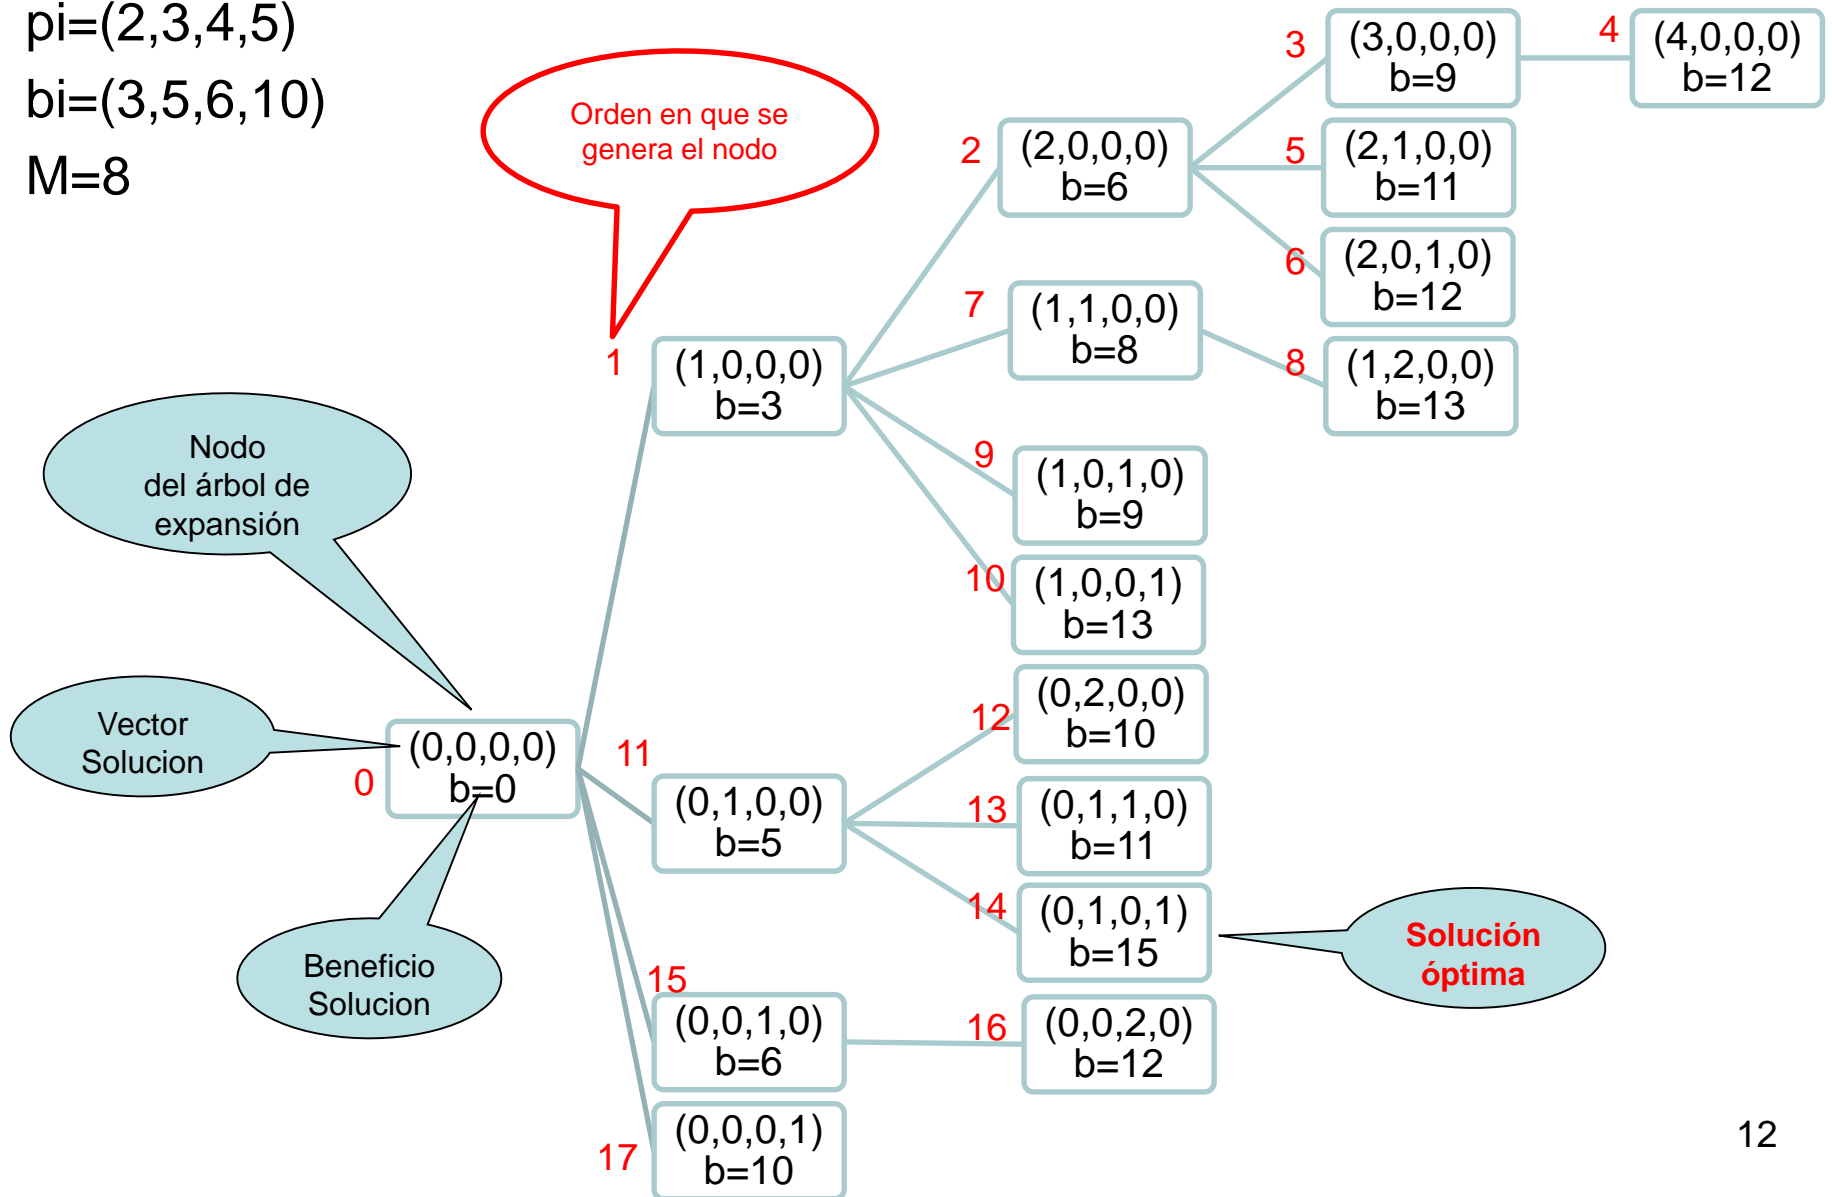 pi=(2,3,4,5)
bi=(3,5,6,10)
M=8
Orden en que se
genera el nodo
Nodo
del árbol de
expansión
Vector
Solucion
Beneficio
Solucion
0
(0,0,0,0)
b=0
1
(1,0,0,0)
b=3
2
(2,0,0,0)
b=6
3
(3,0,0,0)
b=9
4
(4,0,0,0)
b=12
5
(2,1,0,0)
b=11
6
(2,0,1,0)
b=12
7
(1,1,0,0)
b=8
8
(1,2,0,0)
b=13
9
(1,0,1,0)
b=9
10
(1,0,0,1)
b=13
11
(0,1,0,0)
b=5
12
(0,2,0,0)
b=10
13
(0,1,1,0)
b=11
14
(0,1,0,1)
b=15
Solución
óptima
15
(0,0,1,0)
b=6
16
(0,0,2,0)
b=12
17
(0,0,0,1)
b=10
12